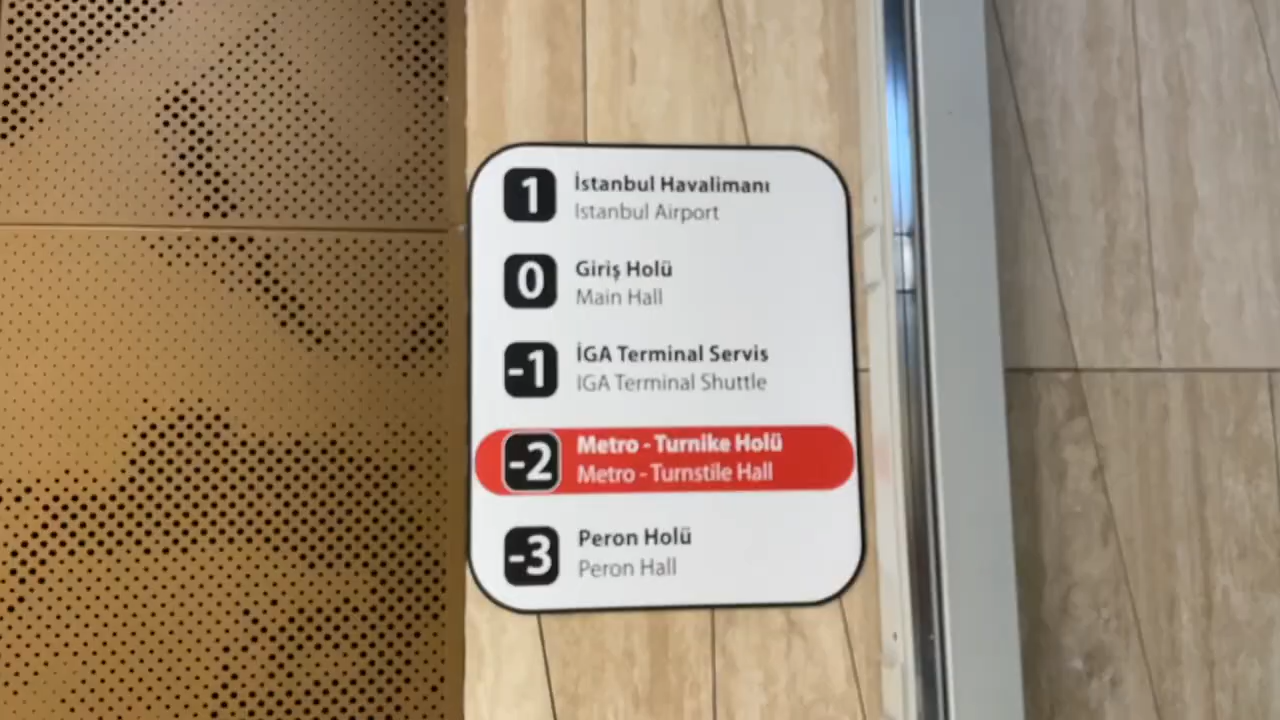 1
İstanbul Havalimanı
Istanbul Airport
0
Giriş Holü
Main Hall
-1
İGA Terminal Servis
IGA Terminal Shuttle
-2
Metro - Turnike Holü
Metro - Turnstile Hall
-3
Peron Holü
Peron Hall